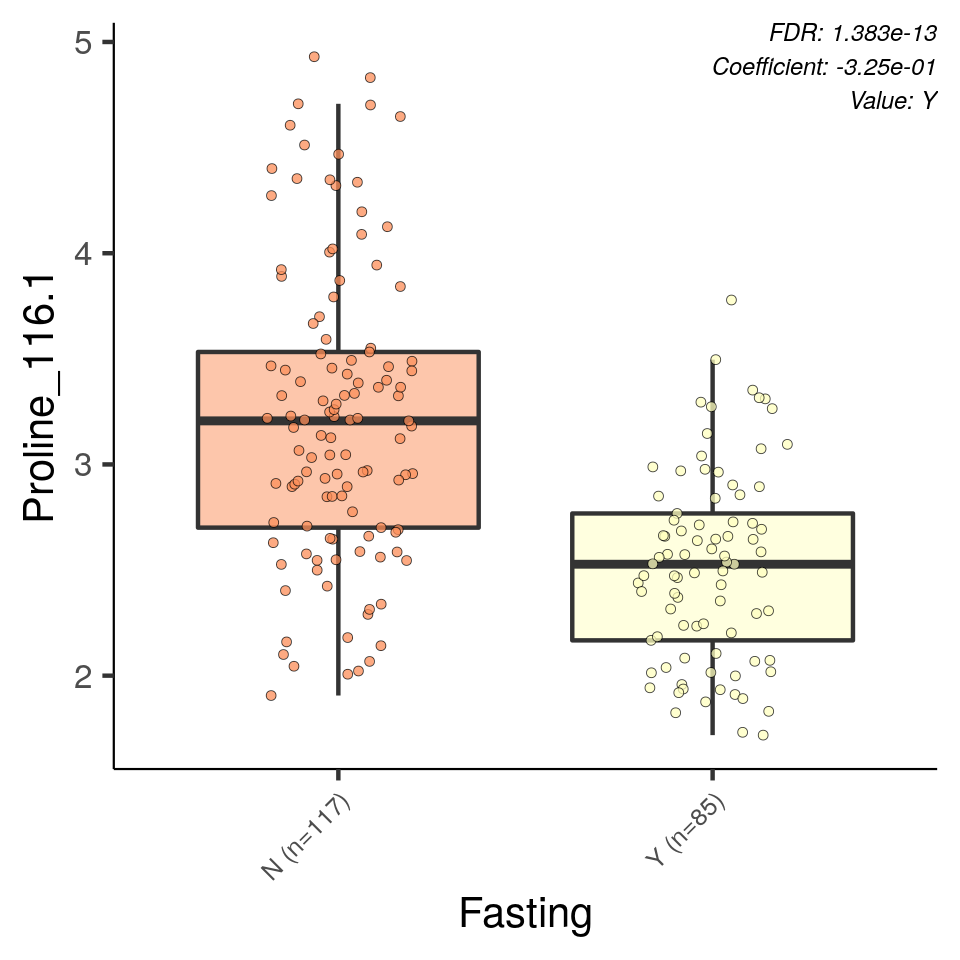 FDR: 1.383e-13
Coefficient: -3.25e-01
Value: Y
Proline_116.1
5
4
3
2
N (n=117)
Y (n=85)
Fasting